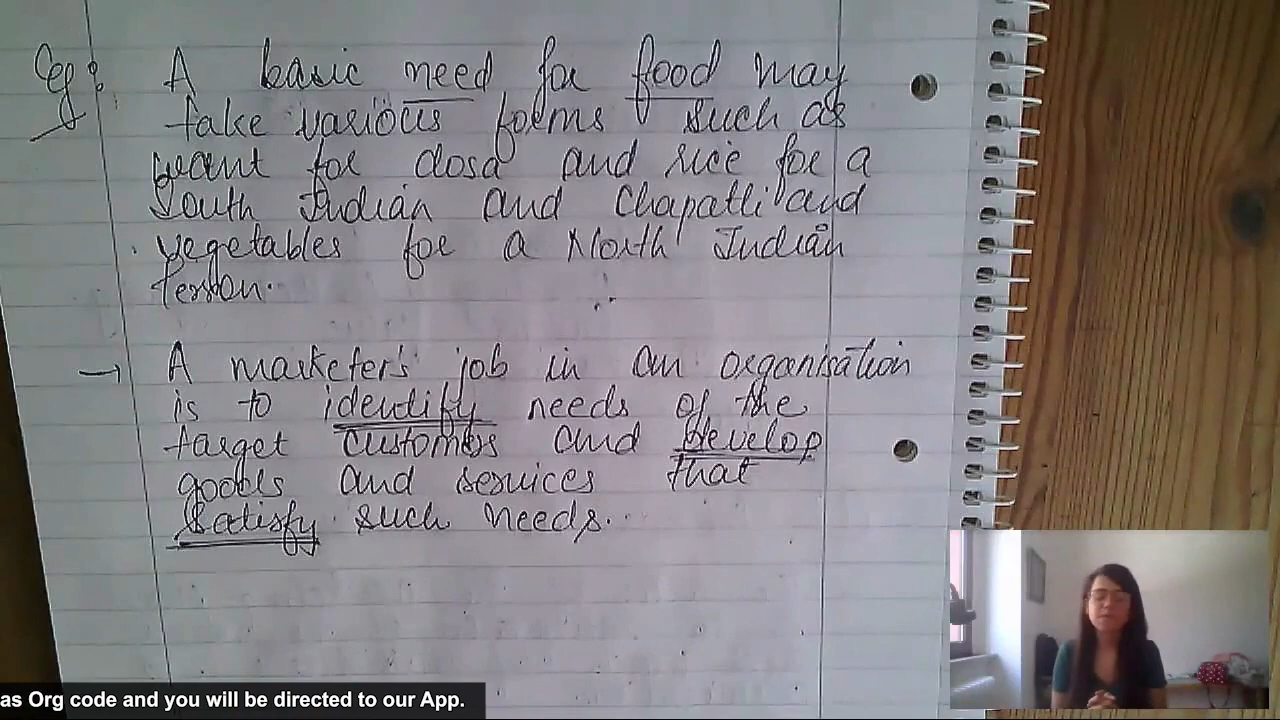 Eg:
A basic need for food may
take various forms such as
want for dosa and rice for a
South Indian and Chapatti and
vegetables for a North Indian
Person.
→ A marketer's job in an organisation
is to identify needs of the
target customers and develop
goods and services that
satisfy such needs.
as Org code and you will be directed to our App.